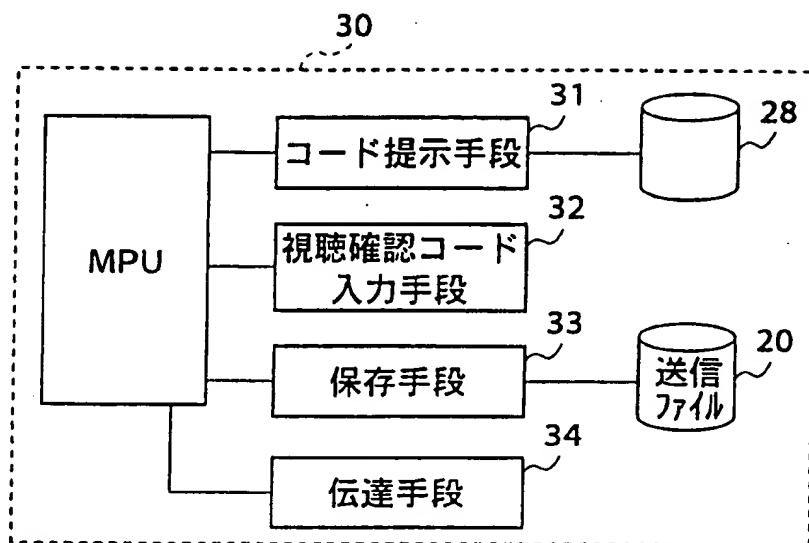 30
31
コード提示手段
28
32
MPU
視聴確認コード
入力手段
33
保存手段
20
送信
ファイル
34
伝達手段